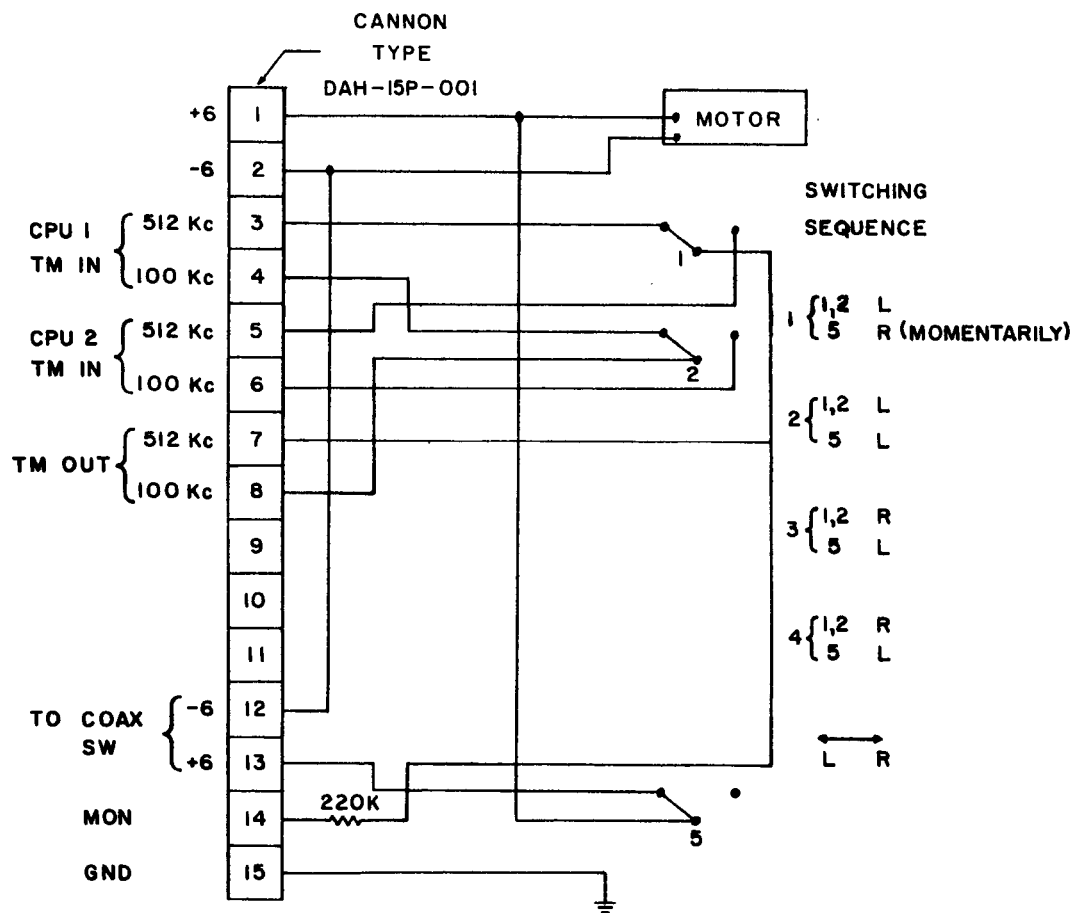 CANNON
TYPE
DAH-15P-001
+6 1
MOTOR
-6 2
SWITCHING
SEQUENCE
CPU 1
TM IN
512 Kc 3
100 Kc 4
1
CPU 2
TM IN
512 Kc 5
100 Kc 6
2
TM OUT
512 Kc 7
100 Kc 8
9
10
11
TO COAX
SW
-6 12
+6 13
MON 14
220K
5
GND 15
1 { 1,2 L
5 R (MOMENTARILY)
2 { 1,2 L
5 L
3 { 1,2 R
5 L
4 { 1,2 R
5 L
L R